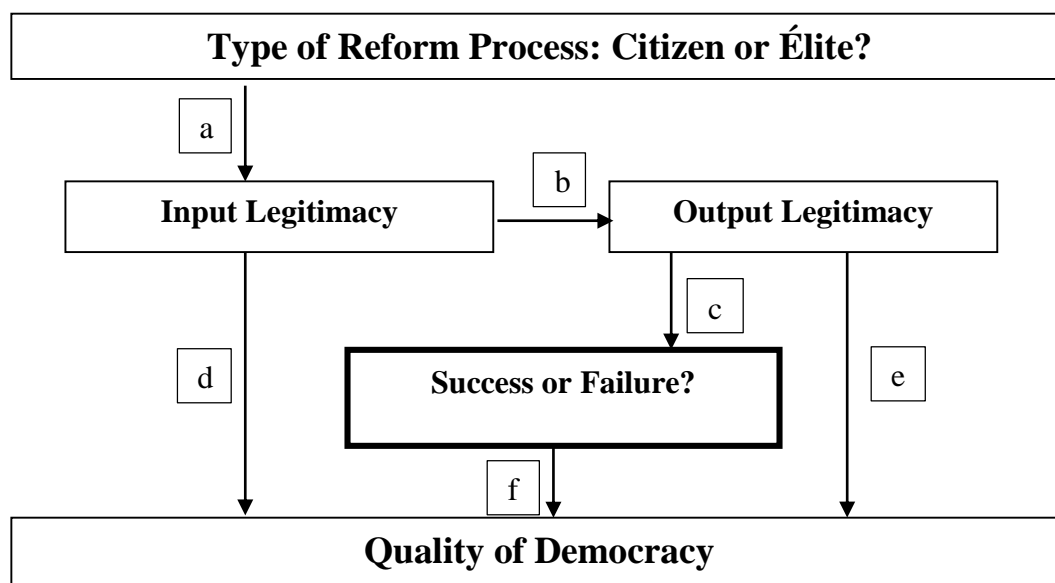 Type of Reform Process: Citizen or Élite?
a
b
Input Legitimacy
Output Legitimacy
c
d
Success or Failure?
e
f
Quality of Democracy